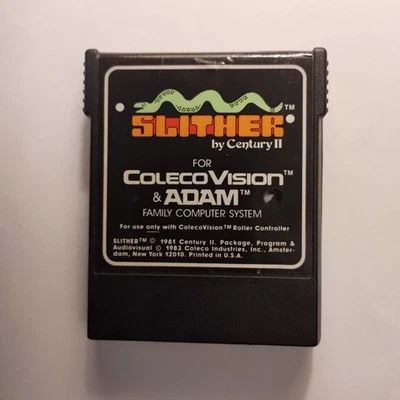 SLITHER™
by Century II
FOR
COLECOVISION™
& ADAM™
FAMILY COMPUTER SYSTEM
For use only with ColecoVision™ Roller Controller
SLITHER™ © 1981 Century II. Package, Program &
Audiovisual © 1983 Coleco Industries, Inc., Amster-
dam, New York 12010. Printed in U.S.A.